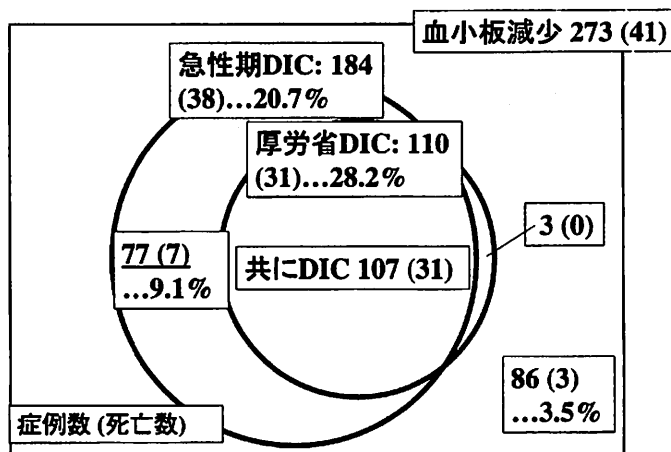 血小板減少 273 (41)
急性期DIC: 184
(38)…20.7%
厚労省DIC: 110
(31)…28.2%
3 (0)
77 (7)
…9.1%
共にDIC 107 (31)
86 (3)
…3.5%
症例数 (死亡数)